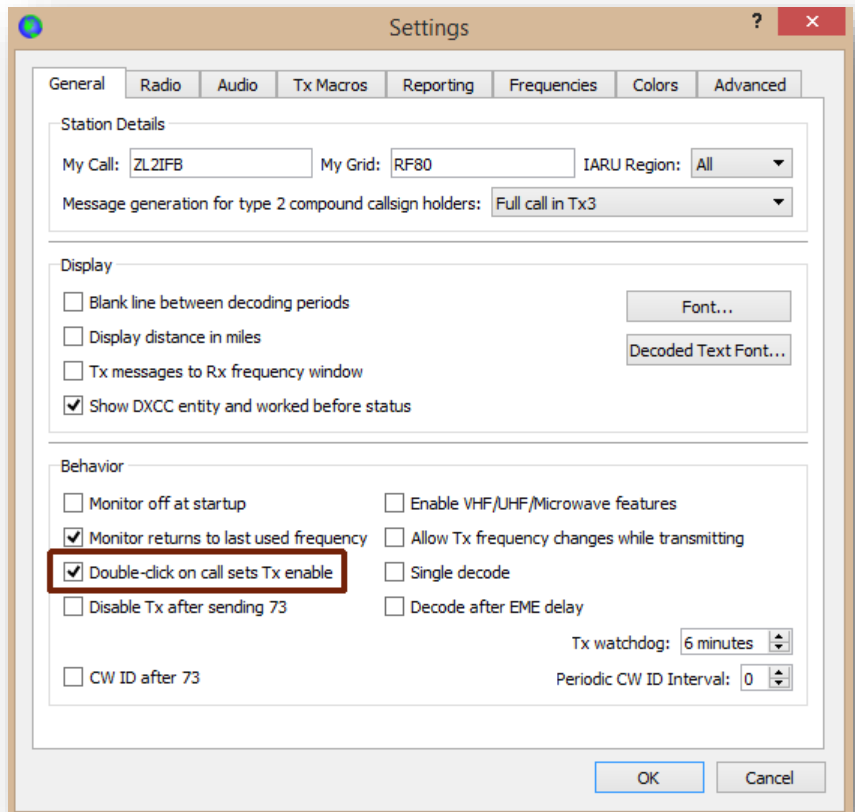 Settings
?
×
General Radio Audio Tx Macros Reporting Frequencies Colors Advanced
Station Details
My Call: ZL2IFB My Grid: RF80 IARU Region: All
Message generation for type 2 compound callsign holders: Full call in Tx3
Display
Blank line between decoding periods
Font...
Display distance in miles
Decoded Text Font...
Tx messages to Rx frequency window
Show DXCC entity and worked before status
Behavior
Monitor off at startup Enable VHF/UHF/Microwave features
Monitor returns to last used frequency Allow Tx frequency changes while transmitting
Double-click on call sets Tx enable Single decode
Disable Tx after sending 73 Decode after EME delay
Tx watchdog: 6 minutes
CW ID after 73 Periodic CW ID Interval: 0
OK Cancel